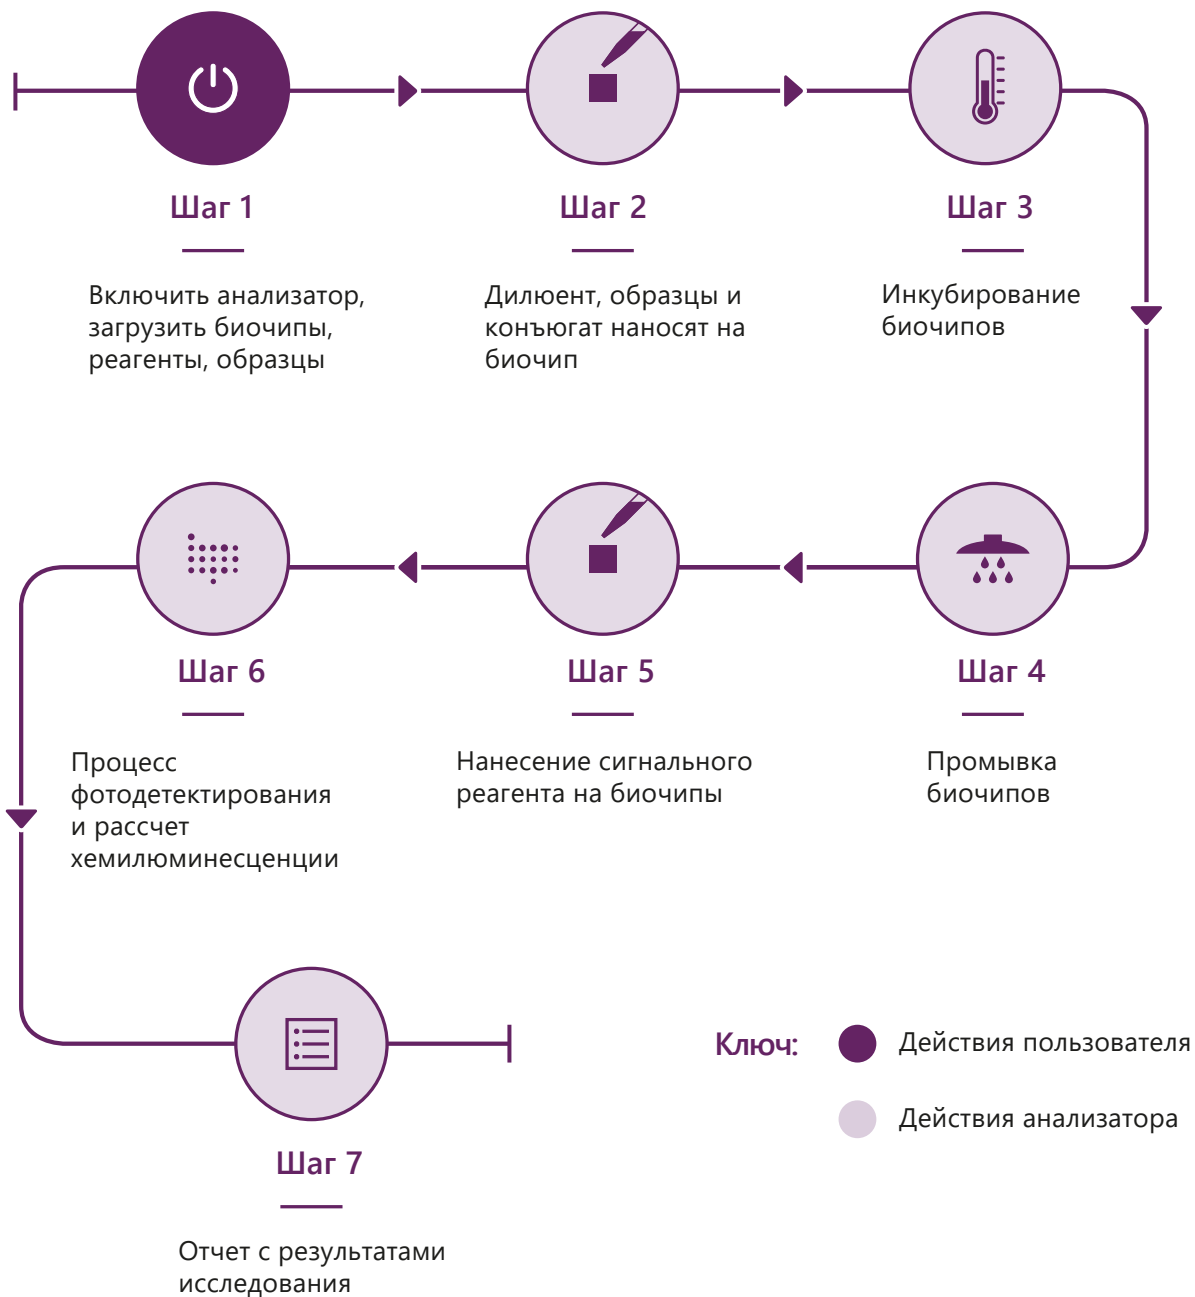 Шаг 1
Включить анализатор,
загрузить биочипы,
реагенты, образцы
Шаг 2
Дилюент, образцы и
конъюгат наносят на
биочип
Шаг 3
Инкубирование
биочипов
Шаг 4
Промывка
биочипов
Шаг 5
Нанесение сигнального
реагента на биочипы
Шаг 6
Процесс
фотодетектирования
и рассчет
хемилюминесценции
Шаг 7
Отчет с результатами
исследования
Ключ:
Действия пользователя
Действия анализатора